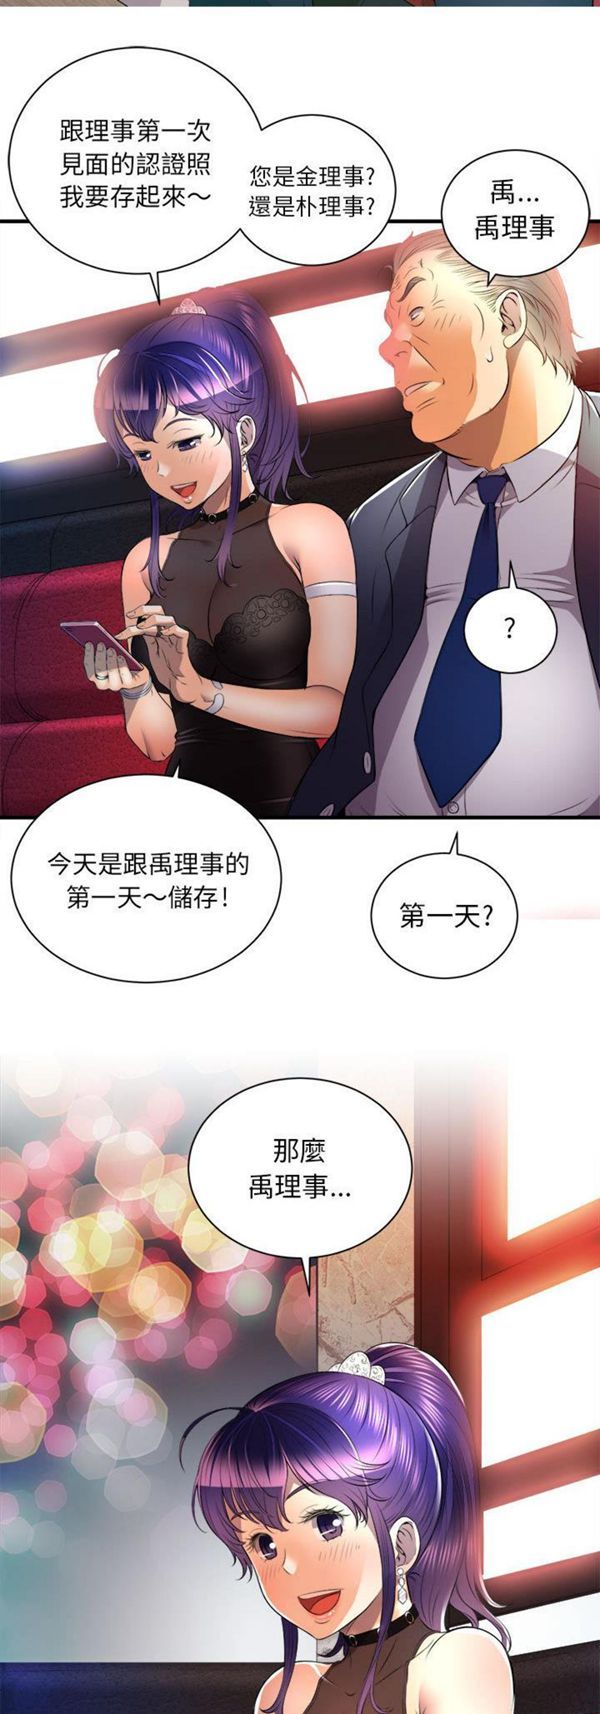 跟理事第一次
見面的認證照
我要存起來～
您是金理事?
還是朴理事?
禹...
禹理事
?
今天是跟禹理事的
第一天～儲存!
第一天?
那麼
禹理事...